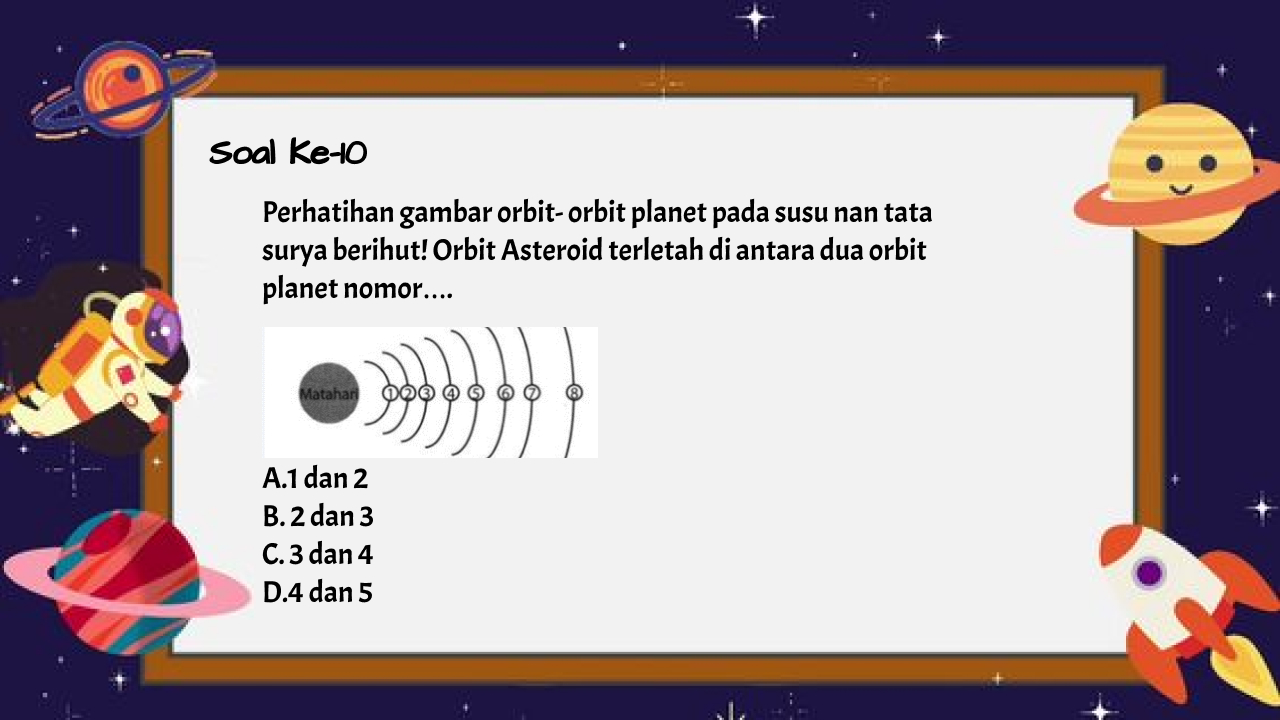 Soal Ke-10
Perhatihan gambar orbit- orbit planet pada susu nan tata
surya berihut! Orbit Asteroid terletah di antara dua orbit
planet nomor....
Matahari 1 2 3 4 5 6 7 8
A.1 dan 2
B. 2 dan 3
C. 3 dan 4
D.4 dan 5